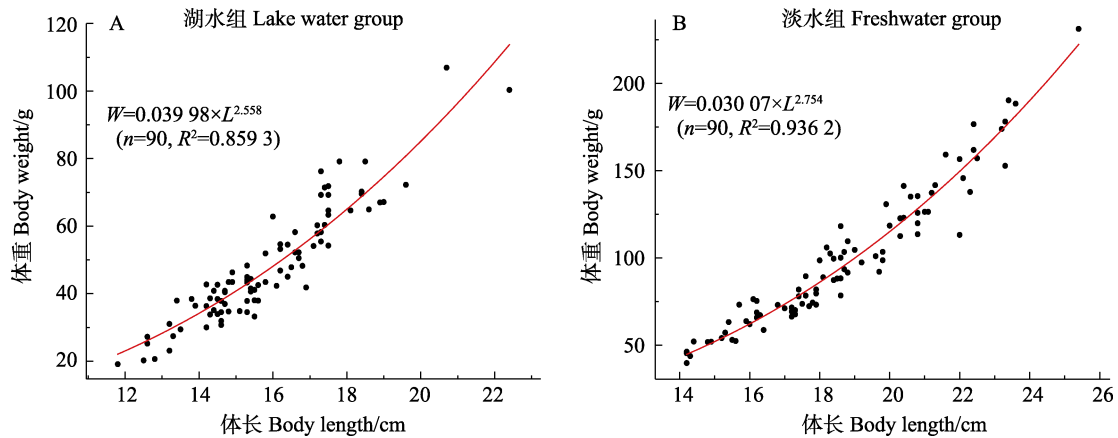 A 湖水组 Lake water group
W=0.039 98×L^2.558
(n=90, R²=0.859 3)
体重 Body weight/g
120
100
80
60
40
20
12 14 16 18 20 22
体长 Body length/cm
B 淡水组 Freshwater group
W=0.030 07×L^2.754
(n=90, R²=0.936 2)
体重 Body weight/g
200
150
100
50
14 16 18 20 22 24 26
体长 Body length/cm